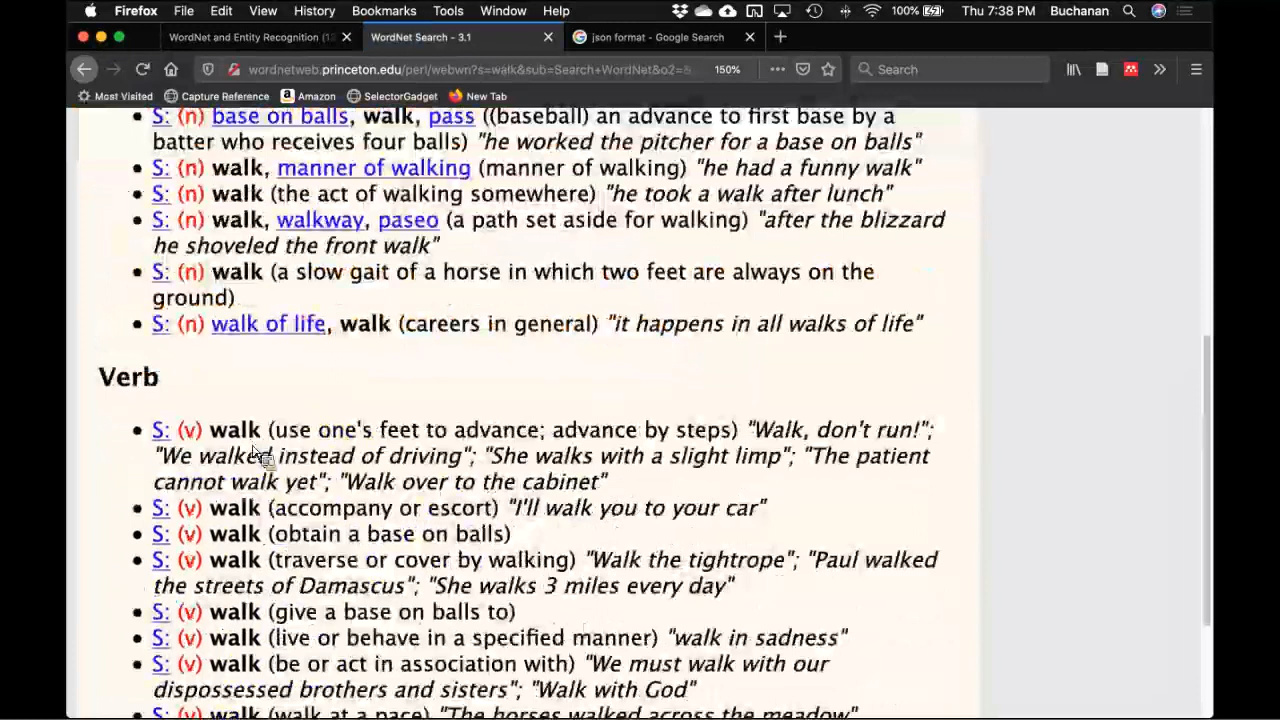 Firefox File Edit View History Bookmarks Tools Window Help 100% Thu 7:38 PM Buchanan
WordNet and Entity Recognition (1 WordNet Search - 3.1 json format - Google Search
wordnetweb.princeton.edu/perl/webwn?s=walk&sub=Search+WordNet&o2=& 150% Search
Most Visited Capture Reference Amazon SelectorGadget New Tab
• S: (n) base on balls, walk, pass ((baseball) an advance to first base by a
batter who receives four balls) "he worked the pitcher for a base on balls"
• S: (n) walk, manner of walking (manner of walking) "he had a funny walk"
• S: (n) walk (the act of walking somewhere) "he took a walk after lunch"
• S: (n) walk, walkway, paseo (a path set aside for walking) "after the blizzard
he shoveled the front walk"
• S: (n) walk (a slow gait of a horse in which two feet are always on the
ground)
• S: (n) walk of life, walk (careers in general) "it happens in all walks of life"
Verb
• S: (v) walk (use one's feet to advance; advance by steps) "Walk, don't run!";
"We walked instead of driving"; "She walks with a slight limp"; "The patient
cannot walk yet"; "Walk over to the cabinet"
• S: (v) walk (accompany or escort) "I'll walk you to your car"
• S: (v) walk (obtain a base on balls)
• S: (v) walk (traverse or cover by walking) "Walk the tightrope"; "Paul walked
the streets of Damascus"; "She walks 3 miles every day"
• S: (v) walk (give a base on balls to)
• S: (v) walk (live or behave in a specified manner) "walk in sadness"
• S: (v) walk (be or act in association with) "We must walk with our
dispossessed brothers and sisters"; "Walk with God"
• S: (v) walk (walk at a pace) "The horses walked across the meadow"